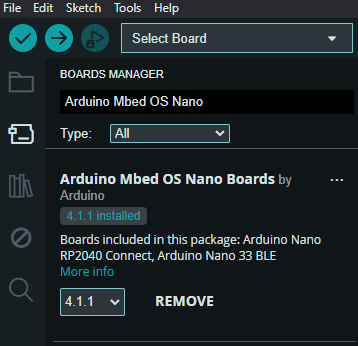 File Edit Sketch Tools Help
Select Board
BOARDS MANAGER
Arduino Mbed OS Nano
Type: All
Arduino Mbed OS Nano Boards by
Arduino
4.1.1 installed
Boards included in this package: Arduino Nano
RP2040 Connect, Arduino Nano 33 BLE
More info
4.1.1 REMOVE